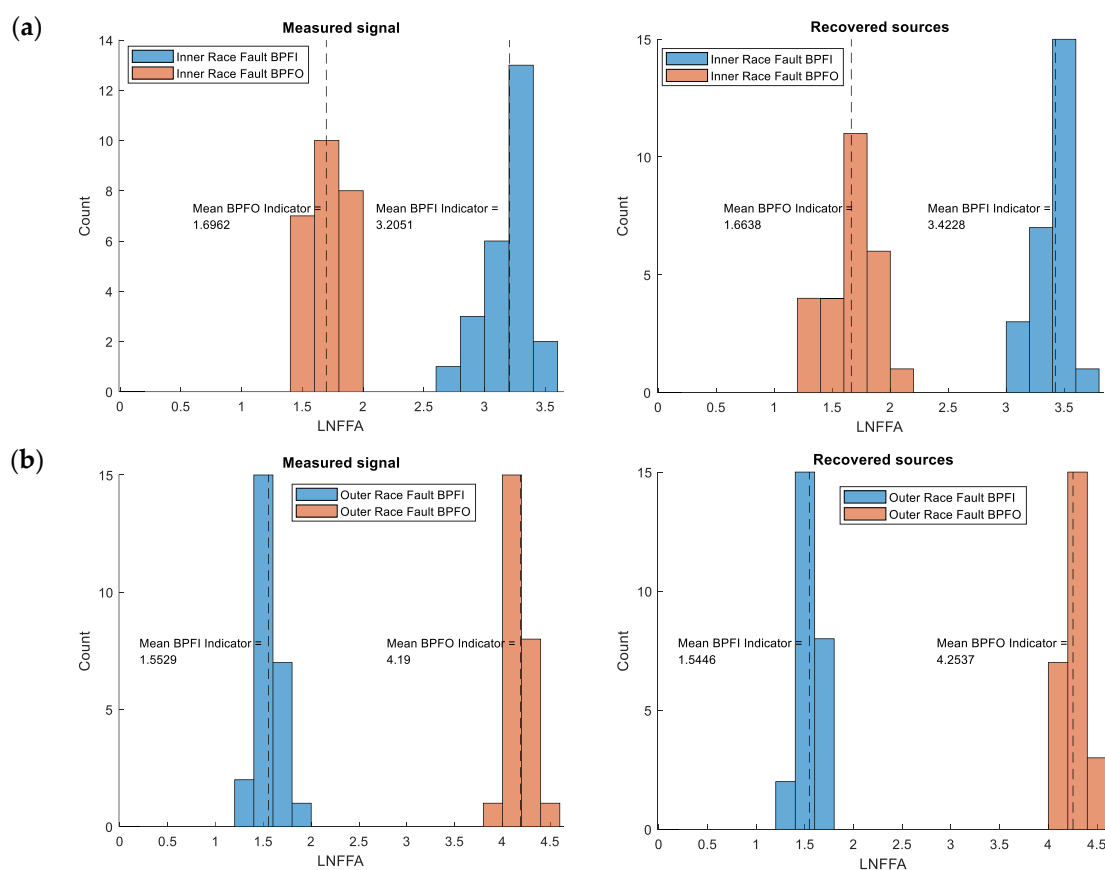 (a)
Measured signal
Inner Race Fault BPFI
Inner Race Fault BPFO
Mean BPFO Indicator =
1.6962
Mean BPFI Indicator =
3.2051
Count
14
12
10
8
6
4
2
0
0 0.5 1 1.5 2 2.5 3 3.5
LNFFA
Recovered sources
Inner Race Fault BPFI
Inner Race Fault BPFO
Mean BPFO Indicator =
1.6638
Mean BPFI Indicator =
3.4228
Count
15
10
5
0
0 0.5 1 1.5 2 2.5 3 3.5
LNFFA
(b)
Measured signal
Outer Race Fault BPFI
Outer Race Fault BPFO
Mean BPFI Indicator =
1.5529
Mean BPFO Indicator =
4.19
Count
15
10
5
0
0 0.5 1 1.5 2 2.5 3 3.5 4 4.5
LNFFA
Recovered sources
Outer Race Fault BPFI
Outer Race Fault BPFO
Mean BPFI Indicator =
1.5446
Mean BPFO Indicator =
4.2537
Count
15
10
5
0
0 0.5 1 1.5 2 2.5 3 3.5 4 4.5
LNFFA